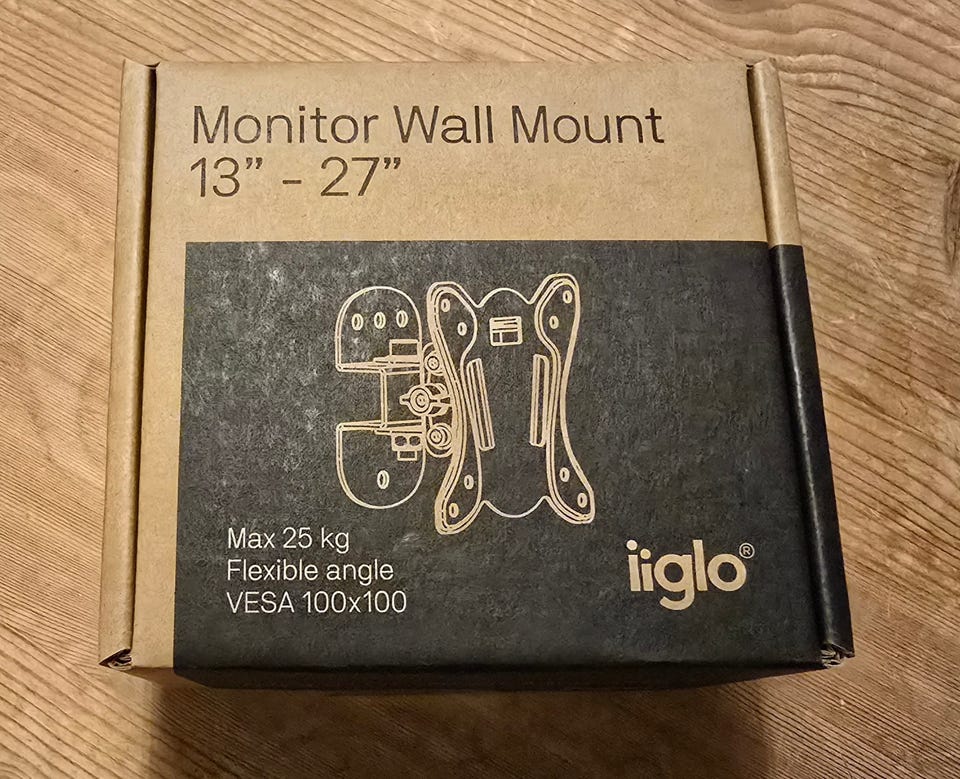 Monitor Wall Mount
13” - 27”
Max 25 kg
Flexible angle
VESA 100x100
iiglo®